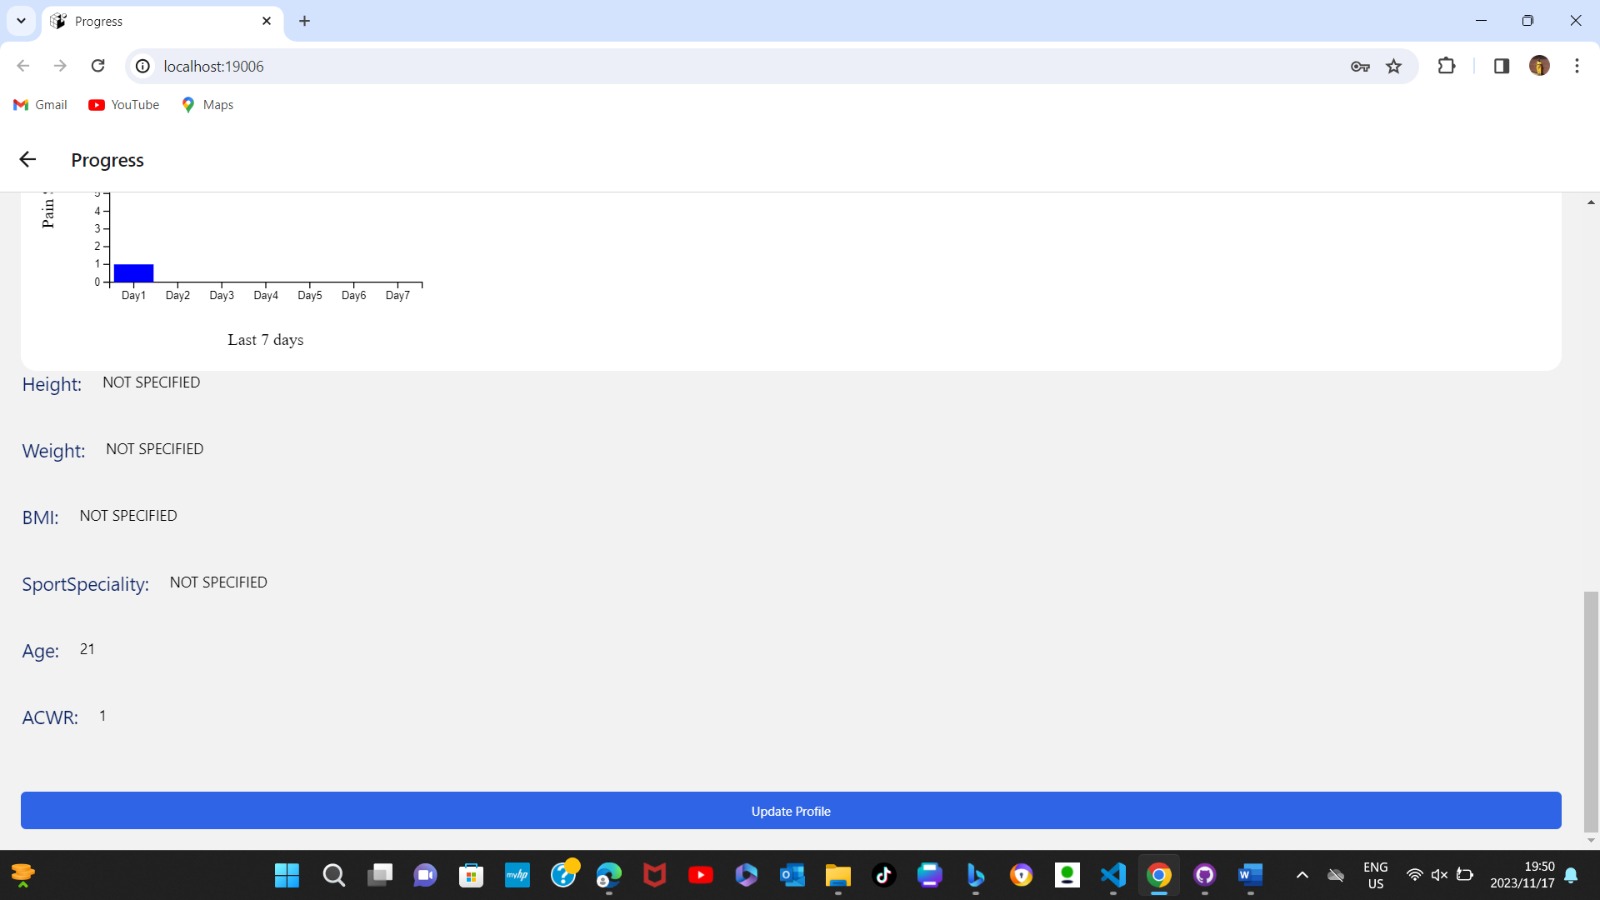 Progress
localhost:19006
Gmail YouTube Maps
Progress
Pain
5
4
3
2
1
0
Day1 Day2 Day3 Day4 Day5 Day6 Day7
Last 7 days
Height: NOT SPECIFIED
Weight: NOT SPECIFIED
BMI: NOT SPECIFIED
SportSpeciality: NOT SPECIFIED
Age: 21
ACWR: 1
Update Profile
myhp
ENG
US
19:50
2023/11/17